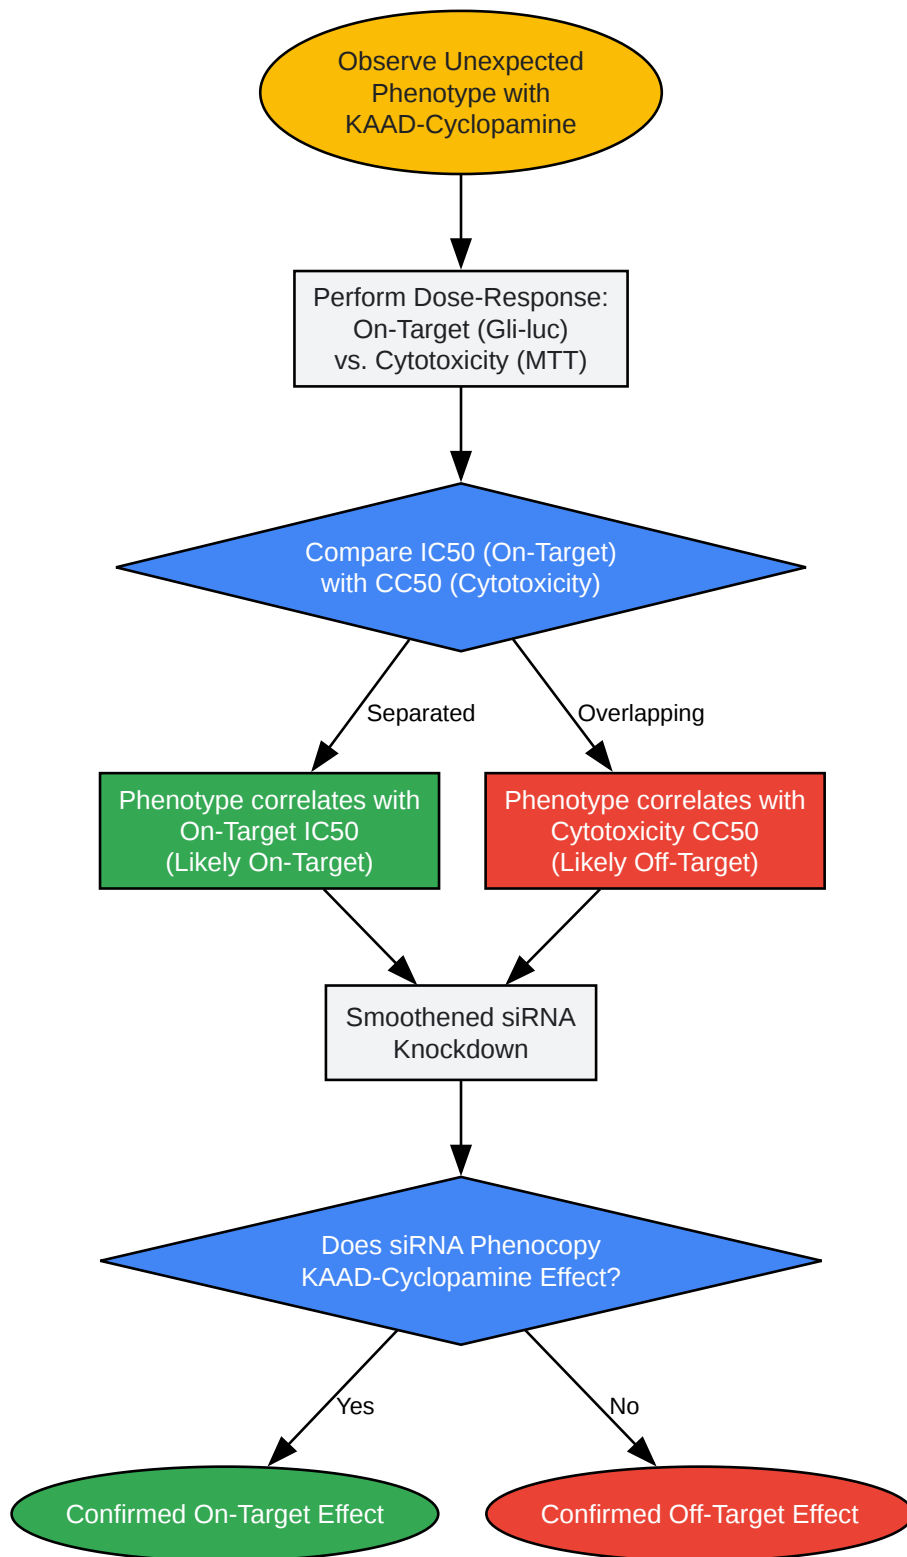 Observe Unexpected
Phenotype with
KAAD-Cyclopamine
Perform Dose-Response:
On-Target (Gli-luc)
vs. Cytotoxicity (MTT)
Compare IC50 (On-Target)
with CC50 (Cytotoxicity)
Separated
Overlapping
Phenotype correlates with
On-Target IC50
(Likely On-Target)
Phenotype correlates with
Cytotoxicity CC50
(Likely Off-Target)
Smoothened siRNA
Knockdown
Does siRNA Phenocopy
KAAD-Cyclopamine Effect?
Yes
No
Confirmed On-Target Effect
Confirmed Off-Target Effect